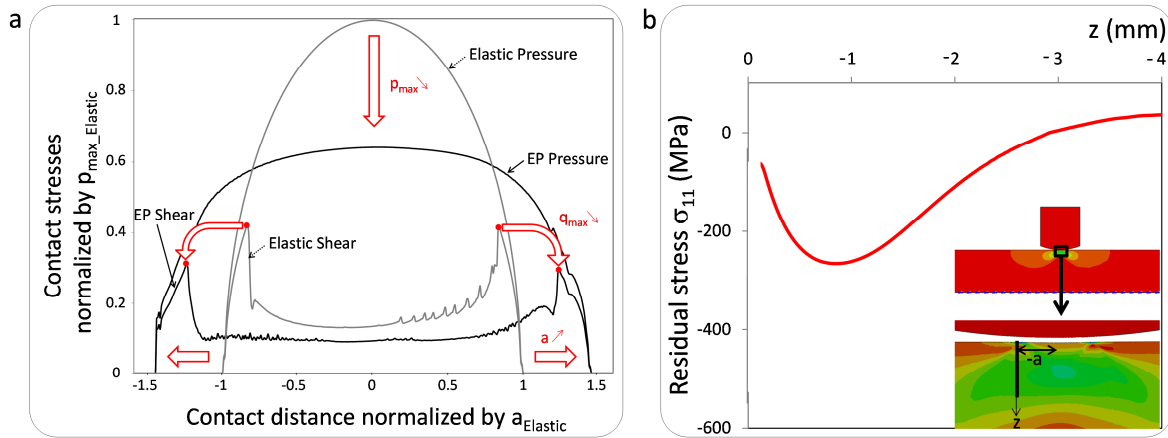 a
Contact stresses
normalized by p_max_Elastic
1
0.8
0.6
0.4
0.2
0
Elastic Pressure
p_max ↘
EP Pressure
EP Shear
q_max ↘
Elastic Shear
a ↗
-1.5
-1
-0.5
0
0.5
1
1.5
Contact distance normalized by a_Elastic
b
z (mm)
0
-1
-2
-3
-4
Residual stress σ_11 (MPa)
0
-200
-400
-600
-a
z